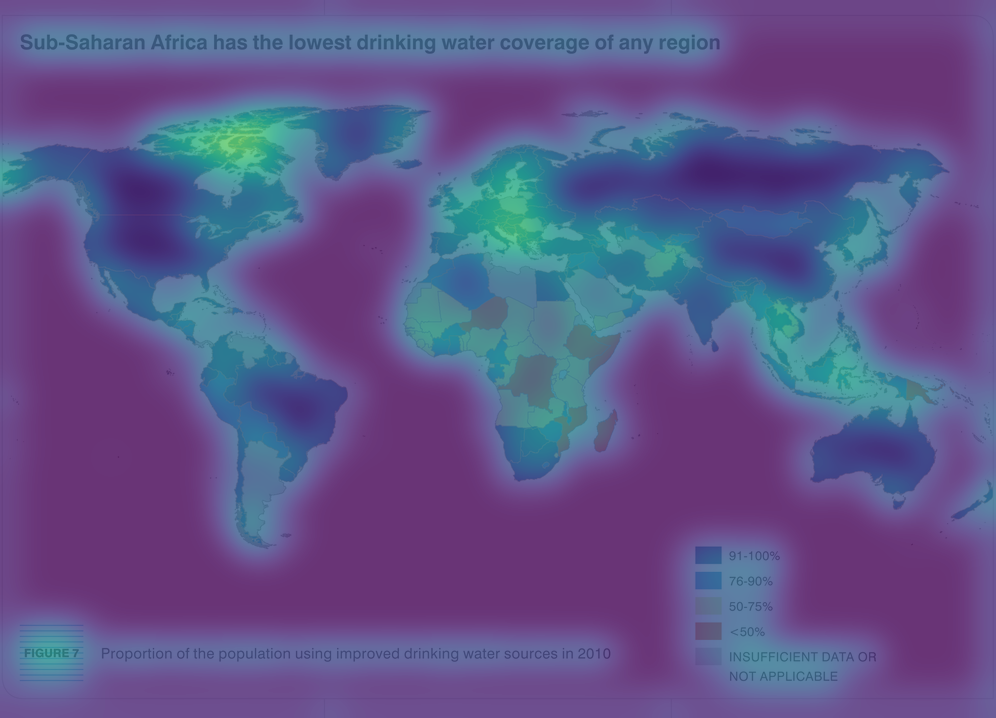 Sub-Saharan Africa has the lowest drinking water coverage of any region
91-100%
76-90%
50-75%
<50%
INSUFFICIENT DATA OR
NOT APPLICABLE
FIGURE 7
Proportion of the population using improved drinking water sources in 2010